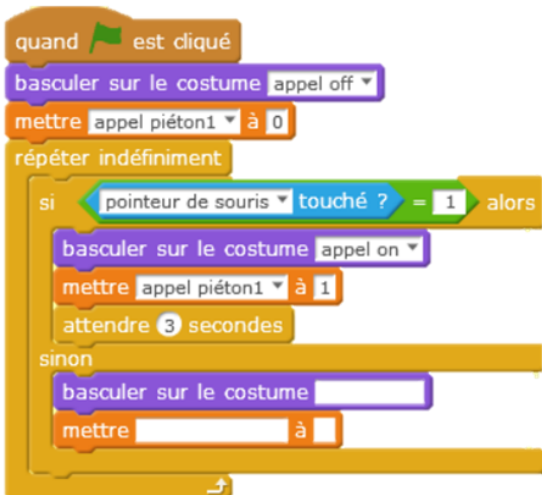 quand est cliqué
basculer sur le costume appel off
mettre appel piéton1 à 0
répéter indéfiniment
si pointeur de souris touché ? = 1 alors
basculer sur le costume appel on
mettre appel piéton1 à 1
attendre 3 secondes
sinon
basculer sur le costume
mettre à